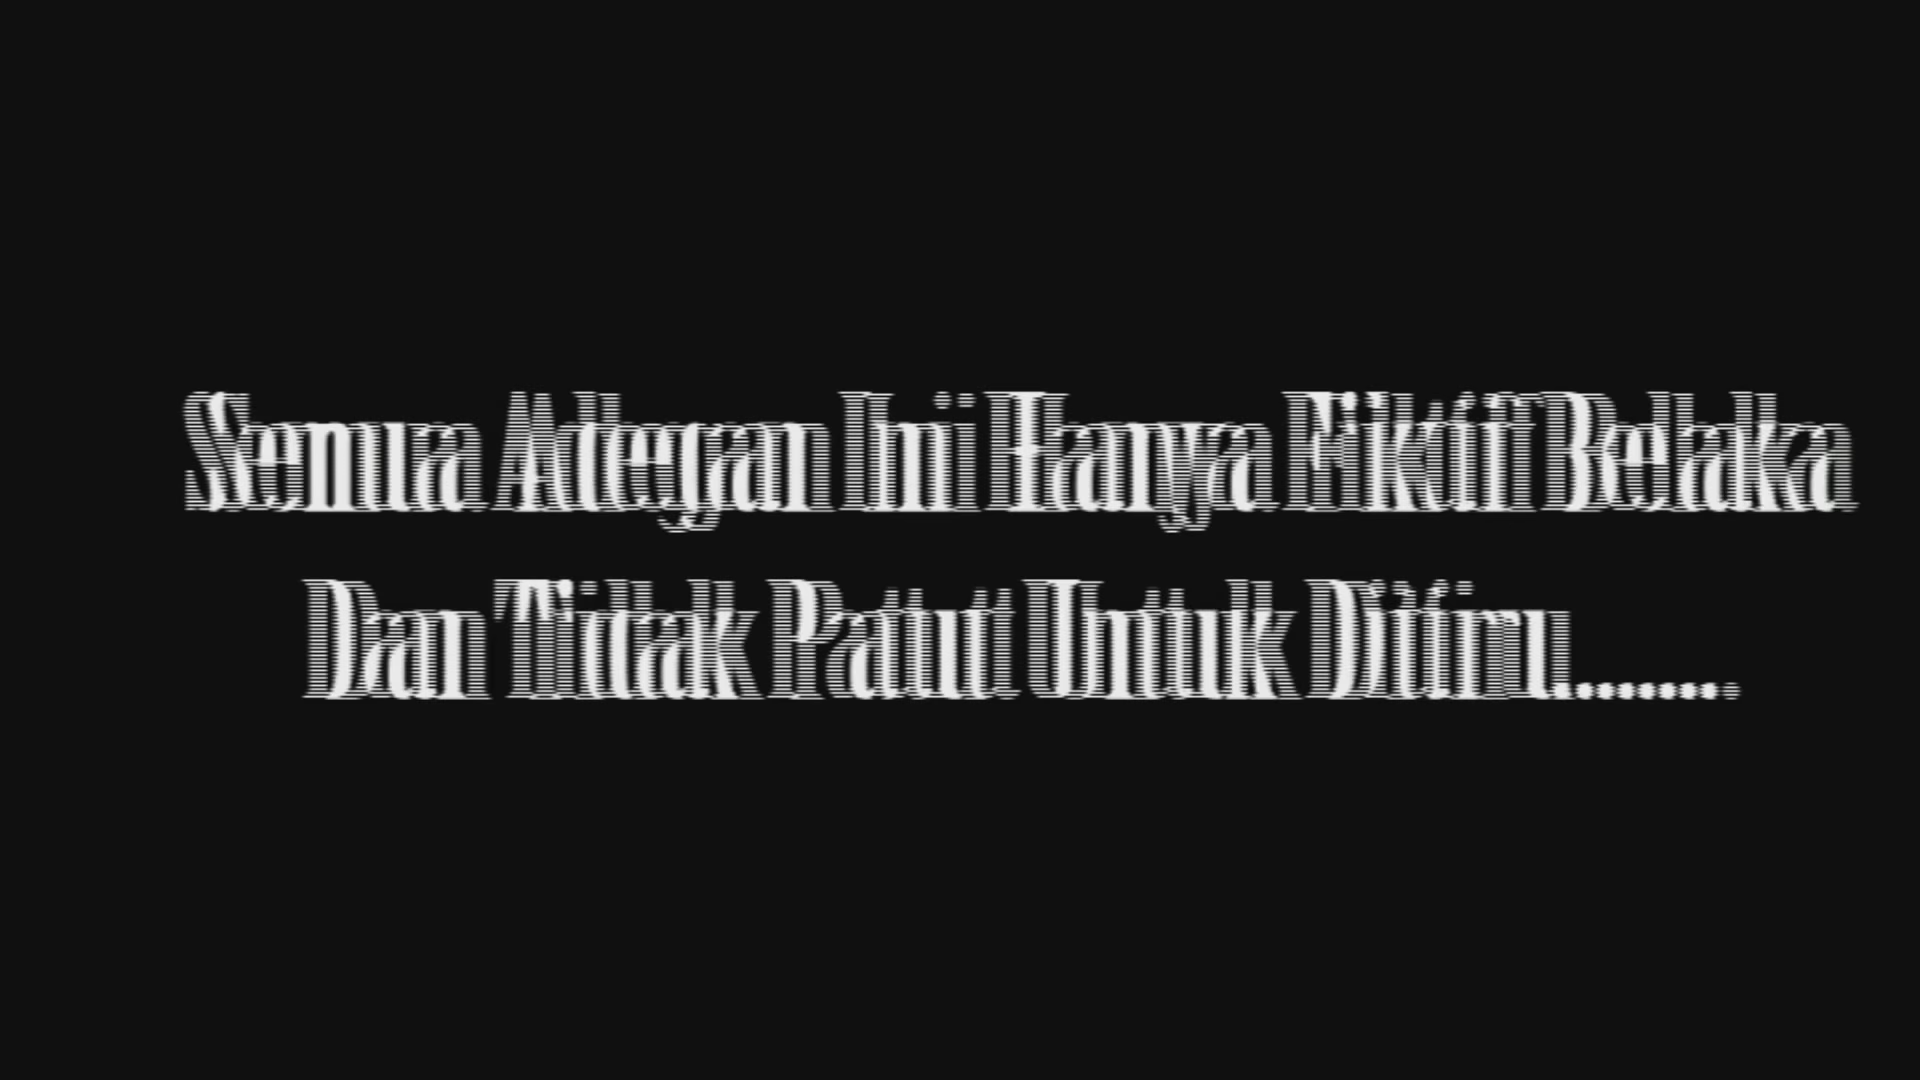 Semua Adegan Ini Hanya Fiktif Belaka
Dan Tidak Patut Untuk Ditiru........